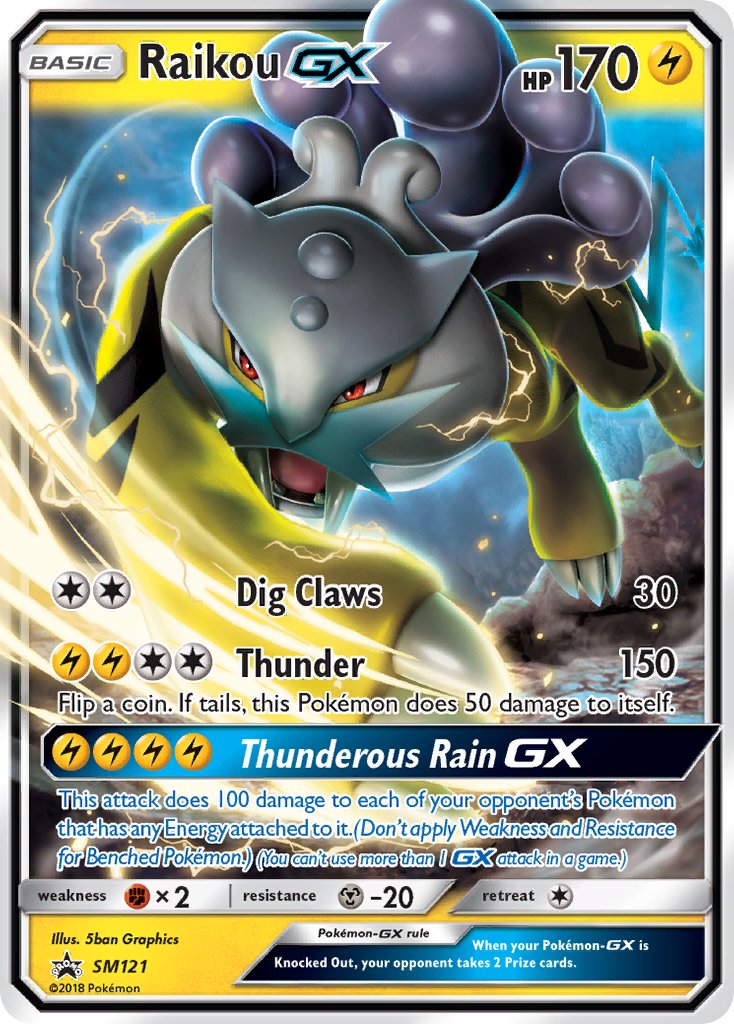 BASIC Raikou GX HP 170
Dig Claws 30
Thunder 150
Flip a coin. If tails, this Pokémon does 50 damage to itself.
Thunderous Rain GX
This attack does 100 damage to each of your opponent's Pokémon
that has any Energy attached to it. (Don't apply Weakness and Resistance
for Benched Pokémon.) (You can't use more than 1 GX attack in a game.)
weakness ×2 resistance -20 retreat
Illus. 5ban Graphics
PROMO SM121
©2018 Pokémon
Pokémon-GX rule
When your Pokémon-GX is
Knocked Out, your opponent takes 2 Prize cards.